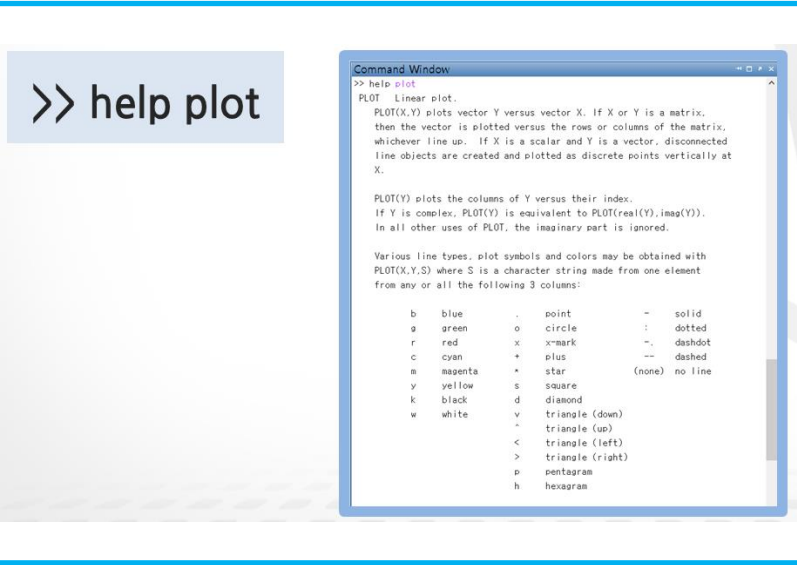 >> help plot
Command Window
>> help plot
PLOT   Linear plot.
PLOT(X,Y) plots vector Y versus vector X. If X or Y is a matrix,
then the vector is plotted versus the rows or columns of the matrix,
whichever line up.  If X is a scalar and Y is a vector, disconnected
line objects are created and plotted as discrete points vertically at
X.
PLOT(Y) plots the columns of Y versus their index.
If Y is complex, PLOT(Y) is equivalent to PLOT(real(Y),imag(Y)).
In all other uses of PLOT, the imaginary part is ignored.
Various line types, plot symbols and colors may be obtained with
PLOT(X,Y,S) where S is a character string made from one element
from any or all the following 3 columns:
b     blue          .     point              -     solid
g     green         o     circle             :     dotted
r     red           x     x-mark             -.    dashdot
c     cyan          +     plus               --    dashed
m     magenta       *     star             (none)  no line
y     yellow        s     square
k     black         d     diamond
w     white         v     triangle (down)
^     triangle (up)
<     triangle (left)
>     triangle (right)
p     pentagram
h     hexagram